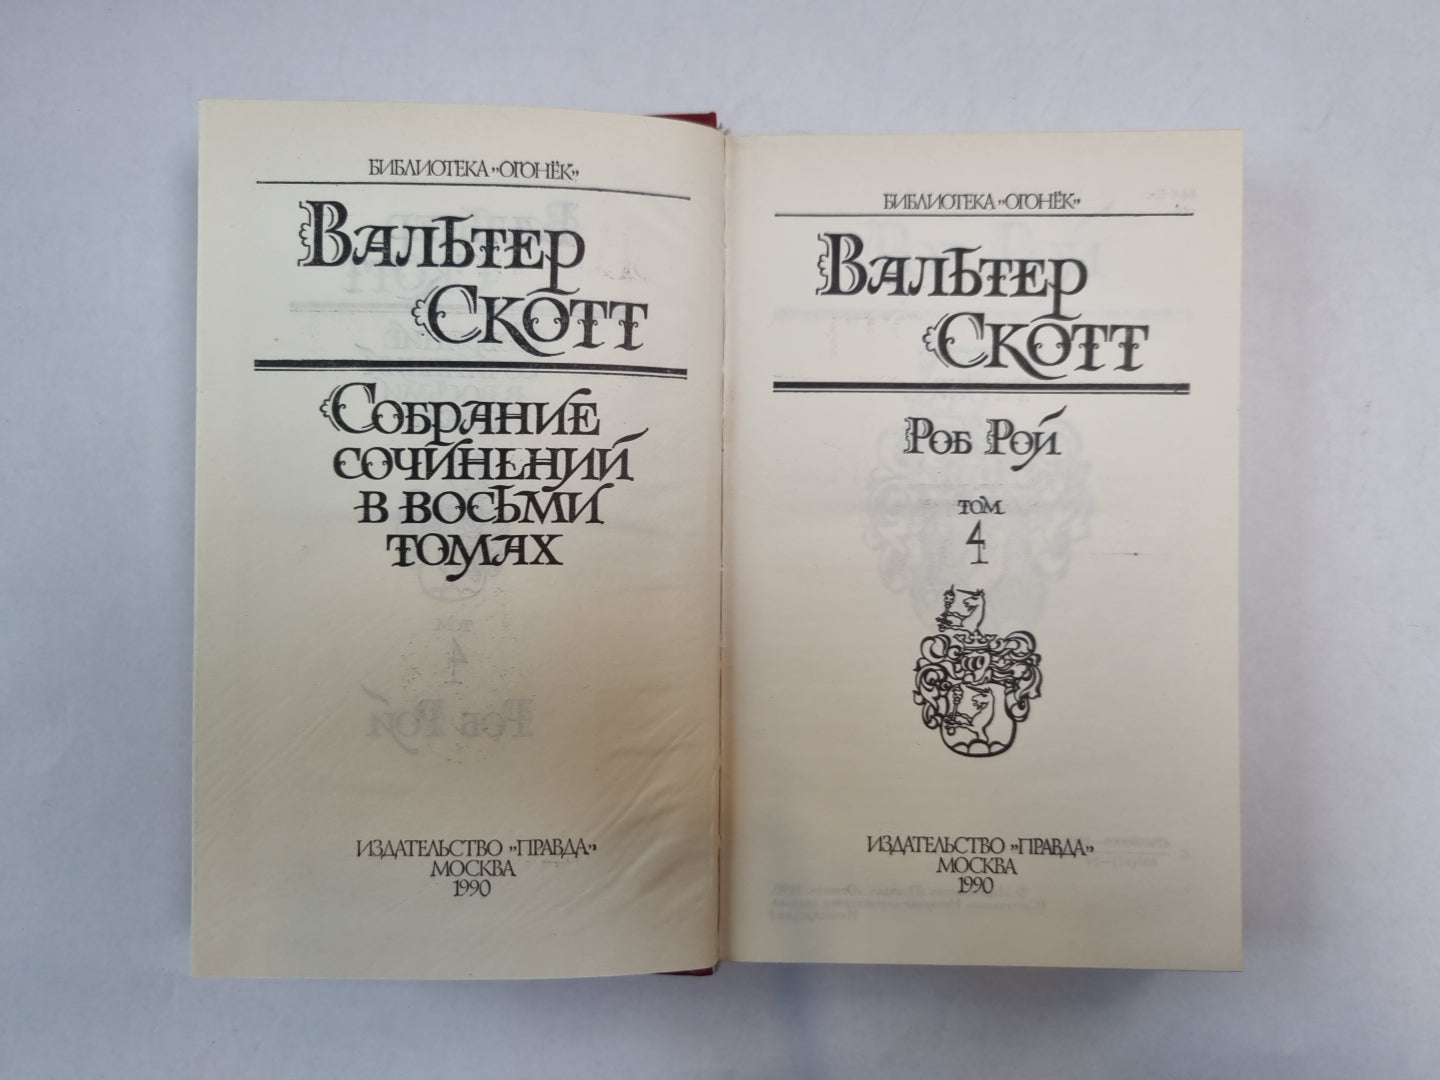 БИБЛИОТЕКА „ОГОНЁК”
ВАЛЬТЕР
СКОТТ
СОБРАНИЕ
СОЧИНЕНИЙ
В ВОСЬМИ
ТОМАХ
ИЗДАТЕЛЬСТВО „ПРАВДА”
МОСКВА
1990
БИБЛИОТЕКА „ОГОНЁК”
ВАЛЬТЕР
СКОТТ
РОБ РОЙ
ТОМ
4
ИЗДАТЕЛЬСТВО „ПРАВДА”
МОСКВА
1990